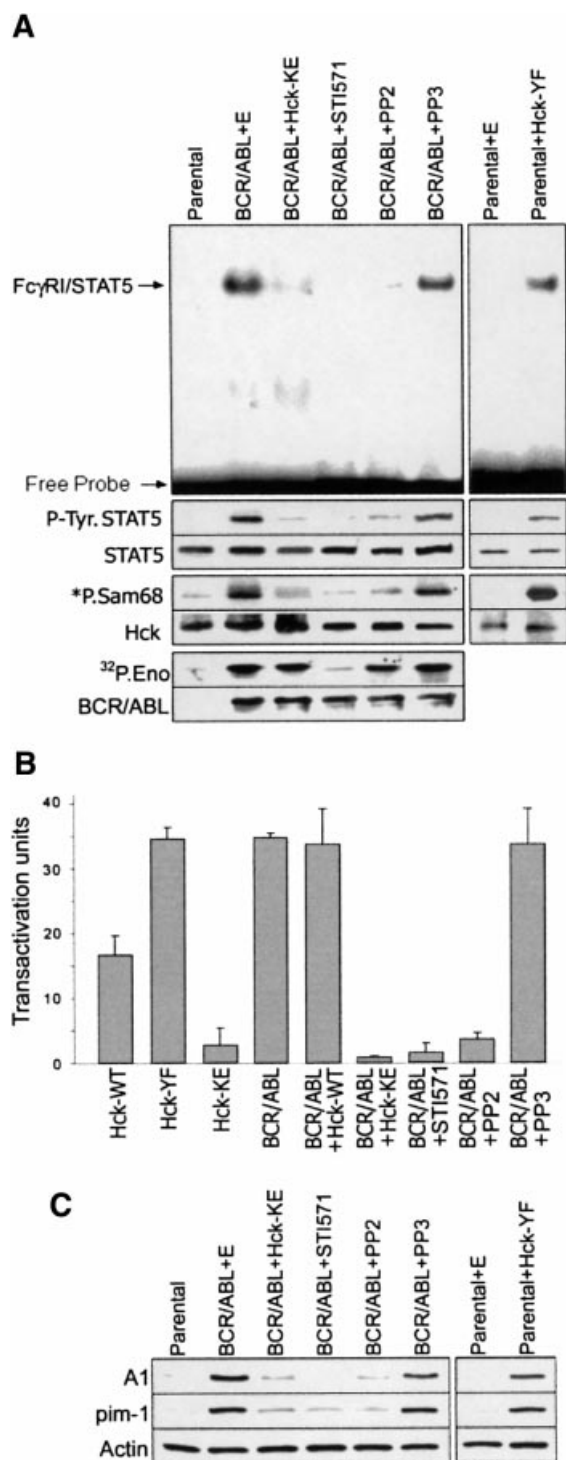 A
Parental
BCR/ABL+E
BCR/ABL+Hck-KE
BCR/ABL+STI571
BCR/ABL+PP2
BCR/ABL+PP3
Parental+E
Parental+Hck-YF
FcγRI/STAT5
Free Probe
P-Tyr. STAT5
STAT5
*P.Sam68
Hck
32P.Eno
BCR/ABL
B
Transactivation units
40
30
20
10
0
Hck-WT
Hck-YF
Hck-KE
BCR/ABL
BCR/ABL
+Hck-WT
BCR/ABL
+Hck-KE
BCR/ABL
+STI571
BCR/ABL
+PP2
BCR/ABL
+PP3
C
Parental
BCR/ABL+E
BCR/ABL+Hck-KE
BCR/ABL+STI571
BCR/ABL+PP2
BCR/ABL+PP3
Parental+E
Parental+Hck-YF
A1
pim-1
Actin